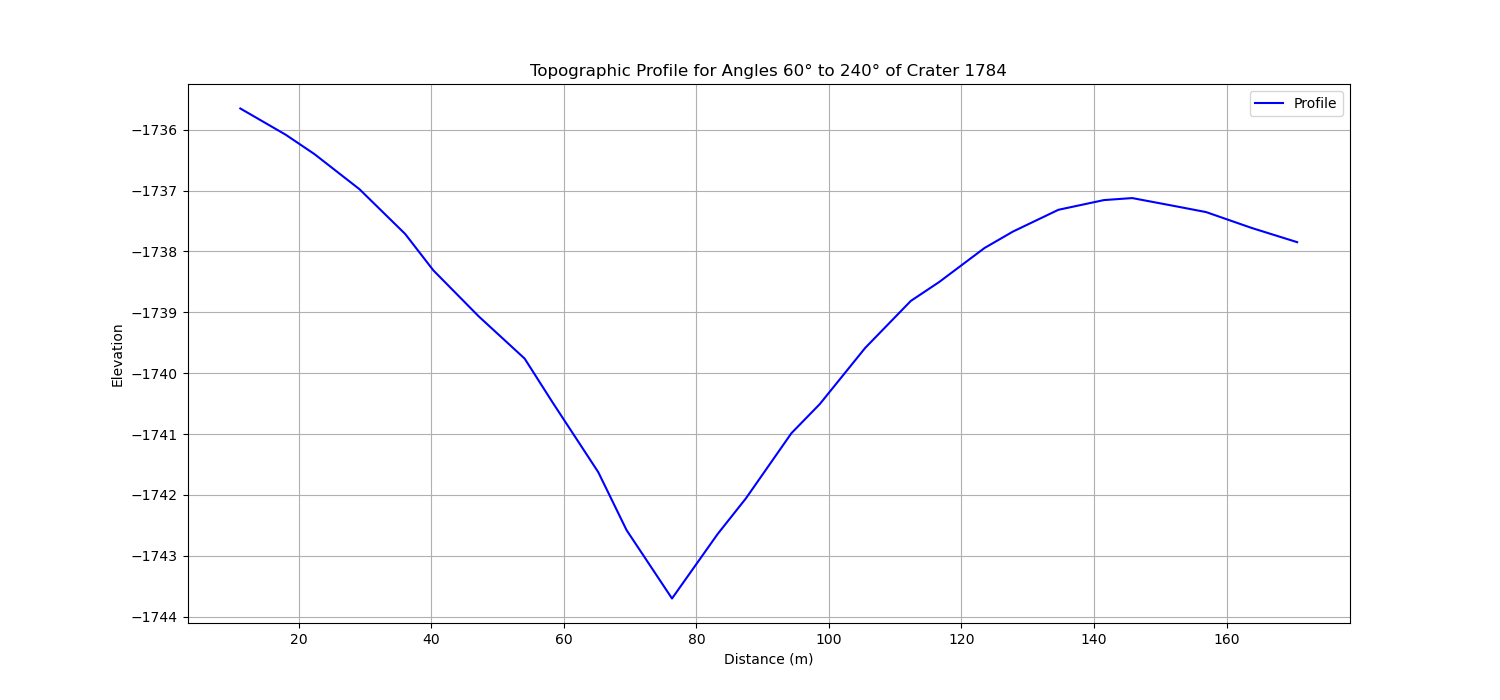 Topographic Profile for Angles 60° to 240° of Crater 1784
Profile
−1736
−1737
−1738
−1739
−1740
−1741
−1742
−1743
−1744
Elevation
20 40 60 80 100 120 140 160
Distance (m)